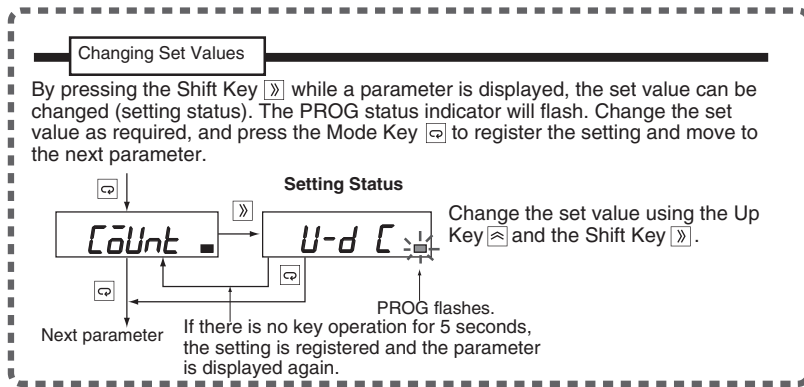 Changing Set Values
By pressing the Shift Key » while a parameter is displayed, the set value can be
changed (setting status). The PROG status indicator will flash. Change the set
value as required, and press the Mode Key to register the setting and move to
the next parameter.
Setting Status
CoUnt
U-d C
Change the set value using the Up
Key and the Shift Key » .
PROG flashes.
Next parameter
If there is no key operation for 5 seconds,
the setting is registered and the parameter
is displayed again.